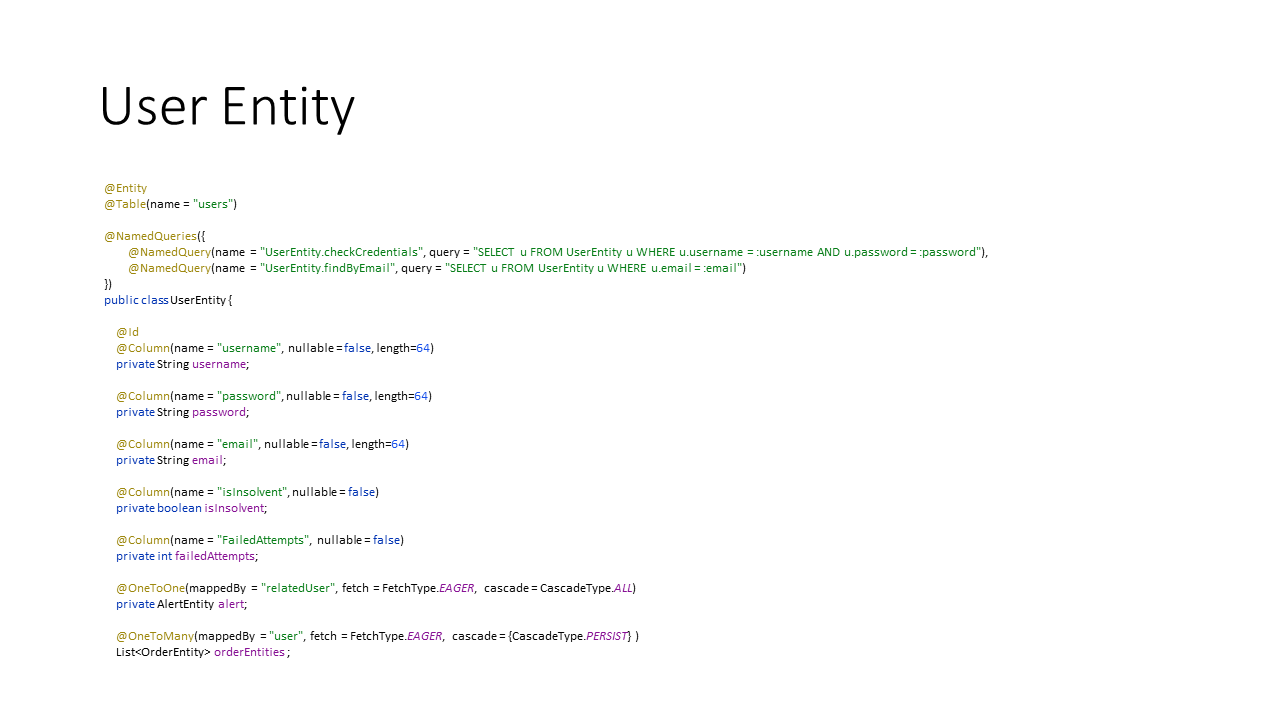 User Entity
@Entity
@Table(name = "users")
@NamedQueries({
@NamedQuery(name = "UserEntity.checkCredentials", query = "SELECT u FROM UserEntity u WHERE u.username = :username AND u.password = :password"),
@NamedQuery(name = "UserEntity.findByEmail", query = "SELECT u FROM UserEntity u WHERE u.email = :email")
})
public class UserEntity {
@Id
@Column(name = "username", nullable = false, length=64)
private String username;
@Column(name = "password", nullable = false, length=64)
private String password;
@Column(name = "email", nullable = false, length=64)
private String email;
@Column(name = "isInsolvent", nullable = false)
private boolean isInsolvent;
@Column(name = "FailedAttempts", nullable = false)
private int failedAttempts;
@OneToOne(mappedBy = "relatedUser", fetch = FetchType.EAGER, cascade = CascadeType.ALL)
private AlertEntity alert;
@OneToMany(mappedBy = "user", fetch = FetchType.EAGER, cascade = {CascadeType.PERSIST} )
List<OrderEntity> orderEntities ;